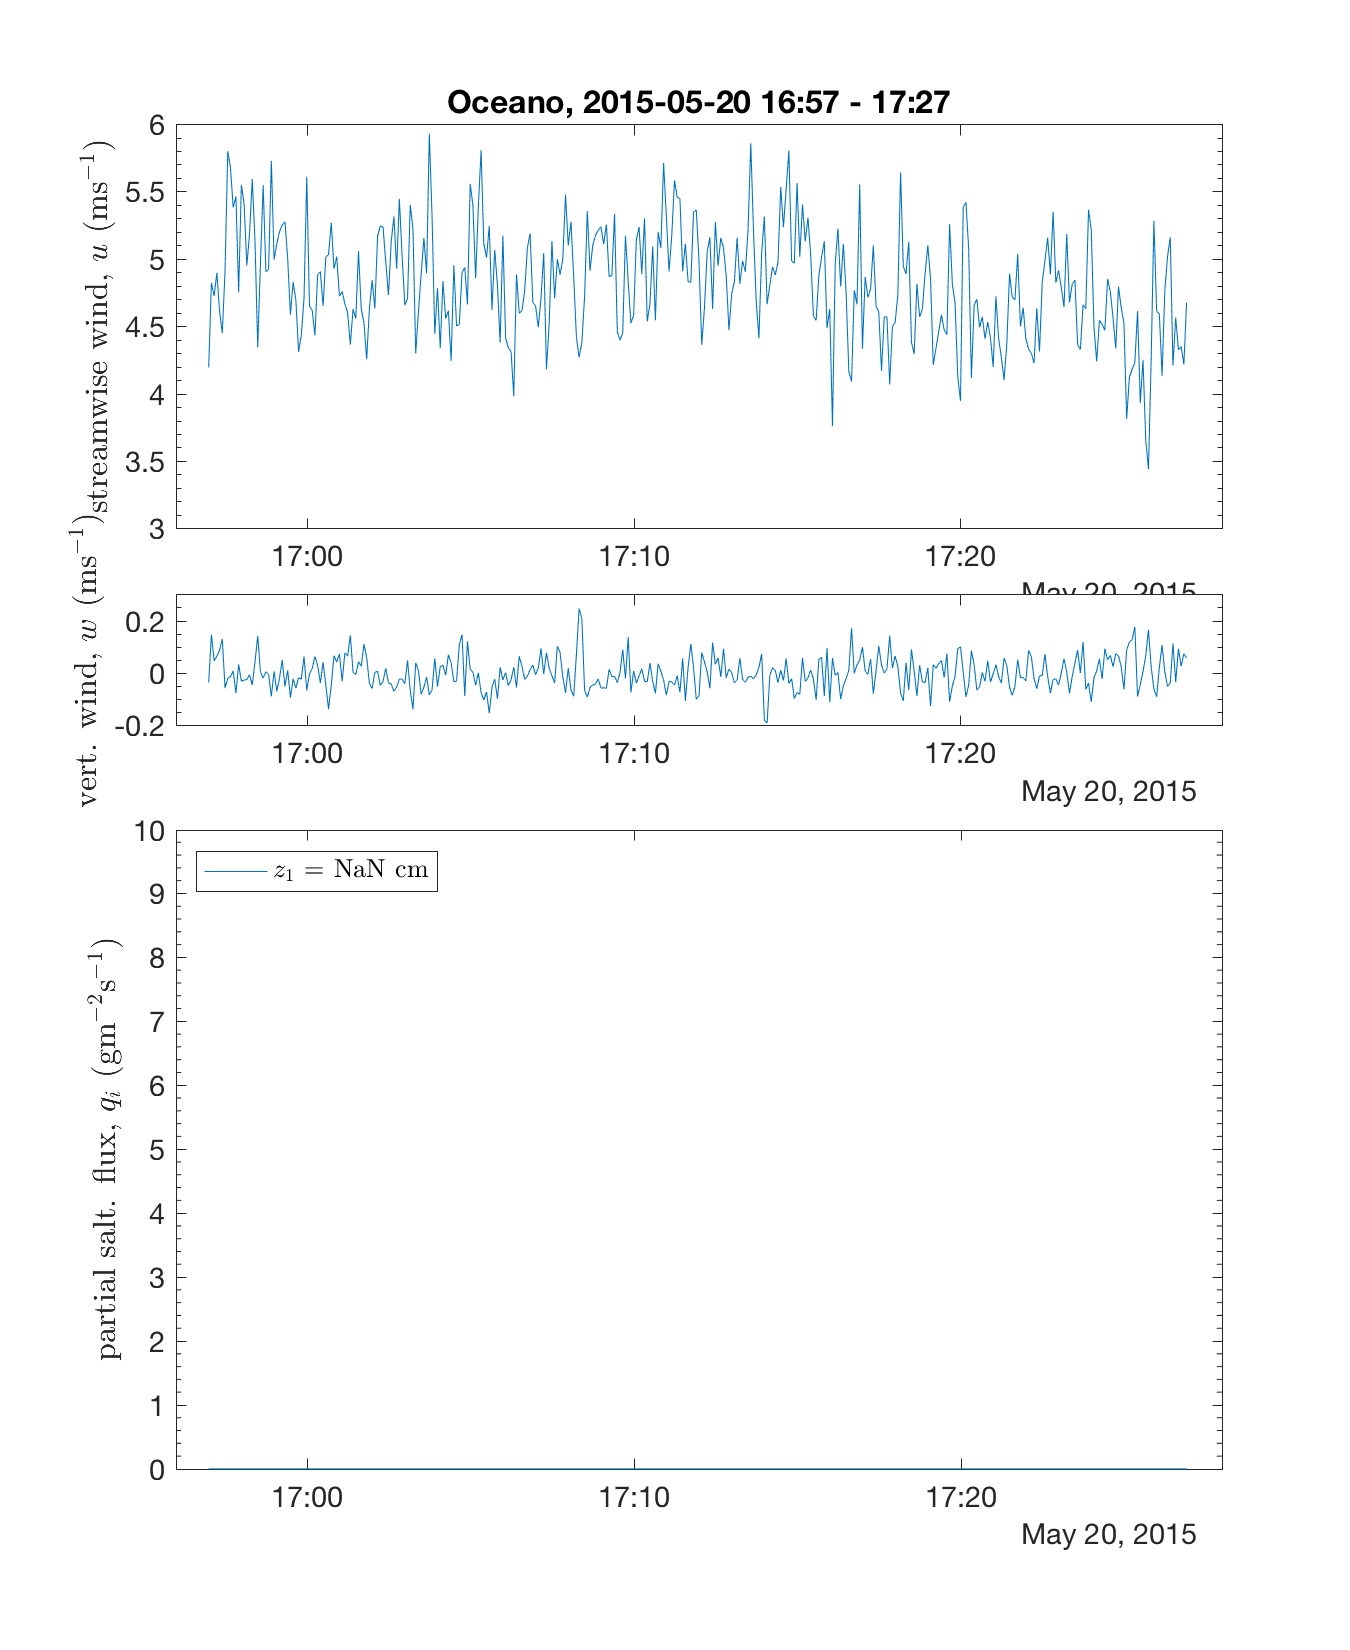 Oceano, 2015-05-20 16:57 - 17:27
streamwise wind, u (ms⁻¹)
6
5.5
5
4.5
4
3.5
3
17:00 17:10 17:20
May 20, 2015
vert. wind, w (ms⁻¹)
0.2
0
-0.2
17:00 17:10 17:20
May 20, 2015
partial salt. flux, qᵢ (gm⁻²s⁻¹)
10
9
8
7
6
5
4
3
2
1
0
z₁ = NaN cm
17:00 17:10 17:20
May 20, 2015